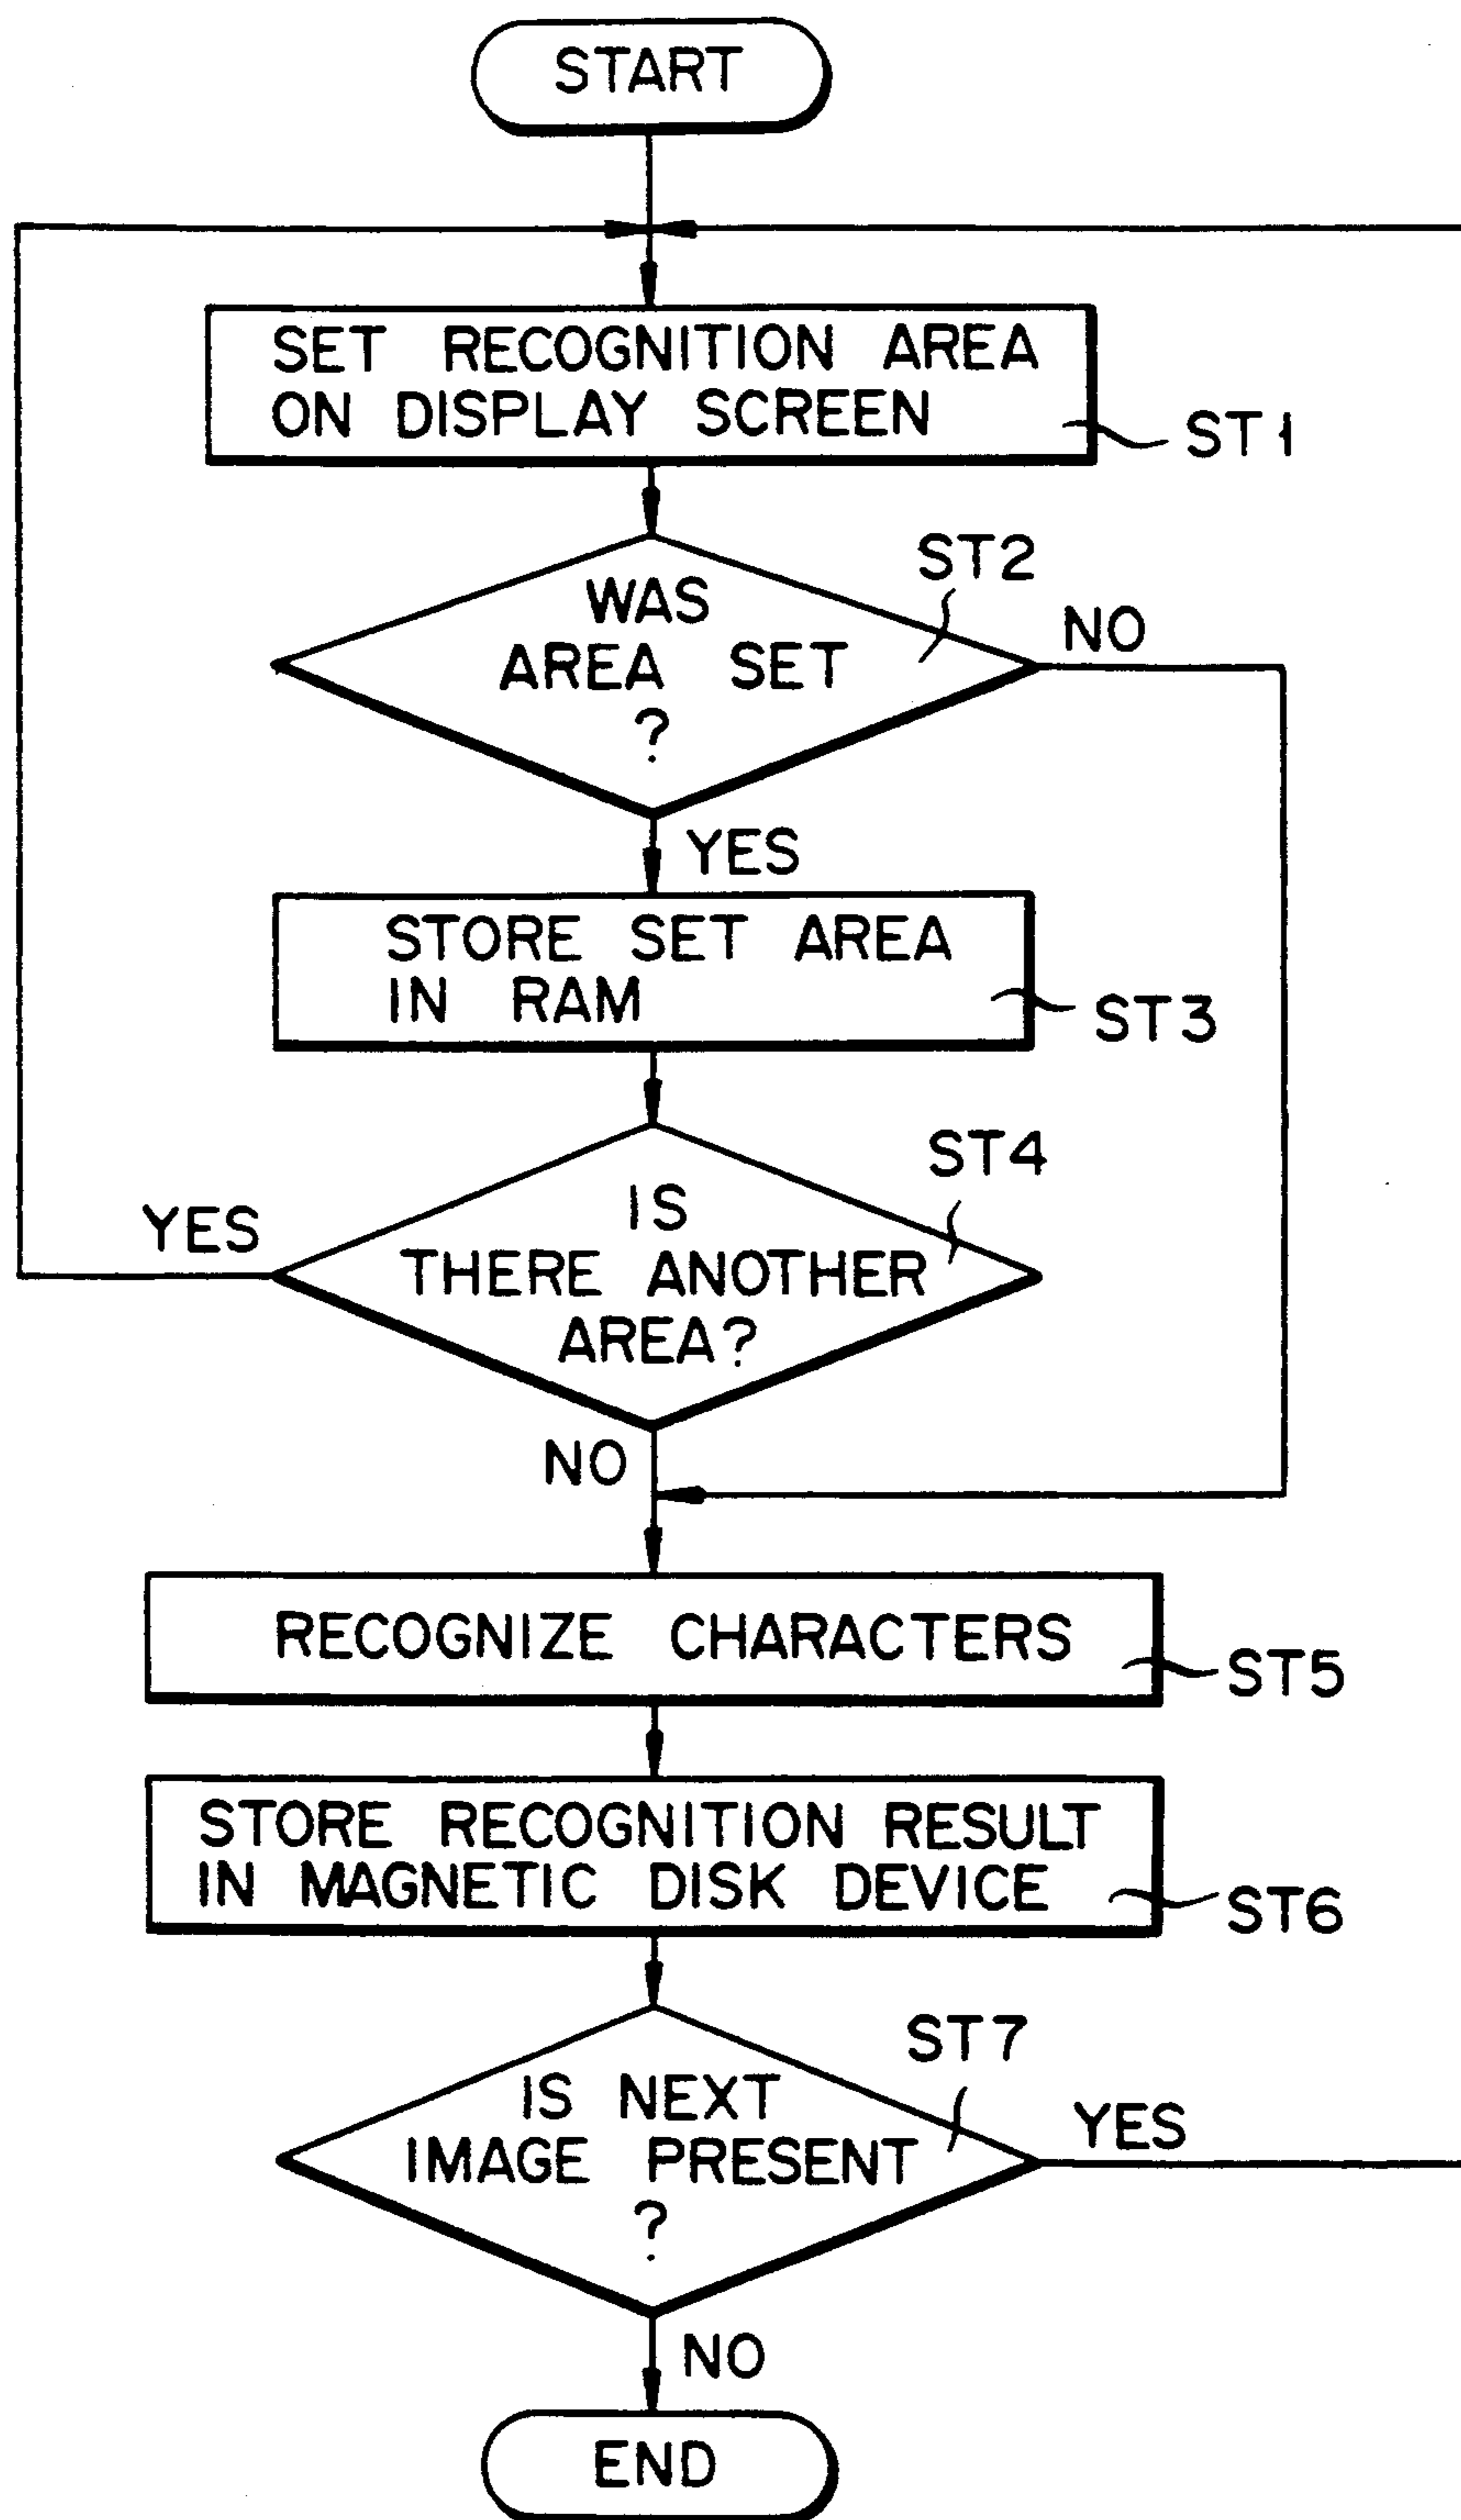 START
SET RECOGNITION AREA
ON DISPLAY SCREEN
ST1
ST2
WAS
AREA SET
?
NO
YES
STORE SET AREA
IN RAM
ST3
ST4
IS
THERE ANOTHER
AREA?
YES
NO
RECOGNIZE CHARACTERS
ST5
STORE RECOGNITION RESULT
IN MAGNETIC DISK DEVICE
ST6
ST7
IS NEXT
IMAGE PRESENT
?
YES
NO
END